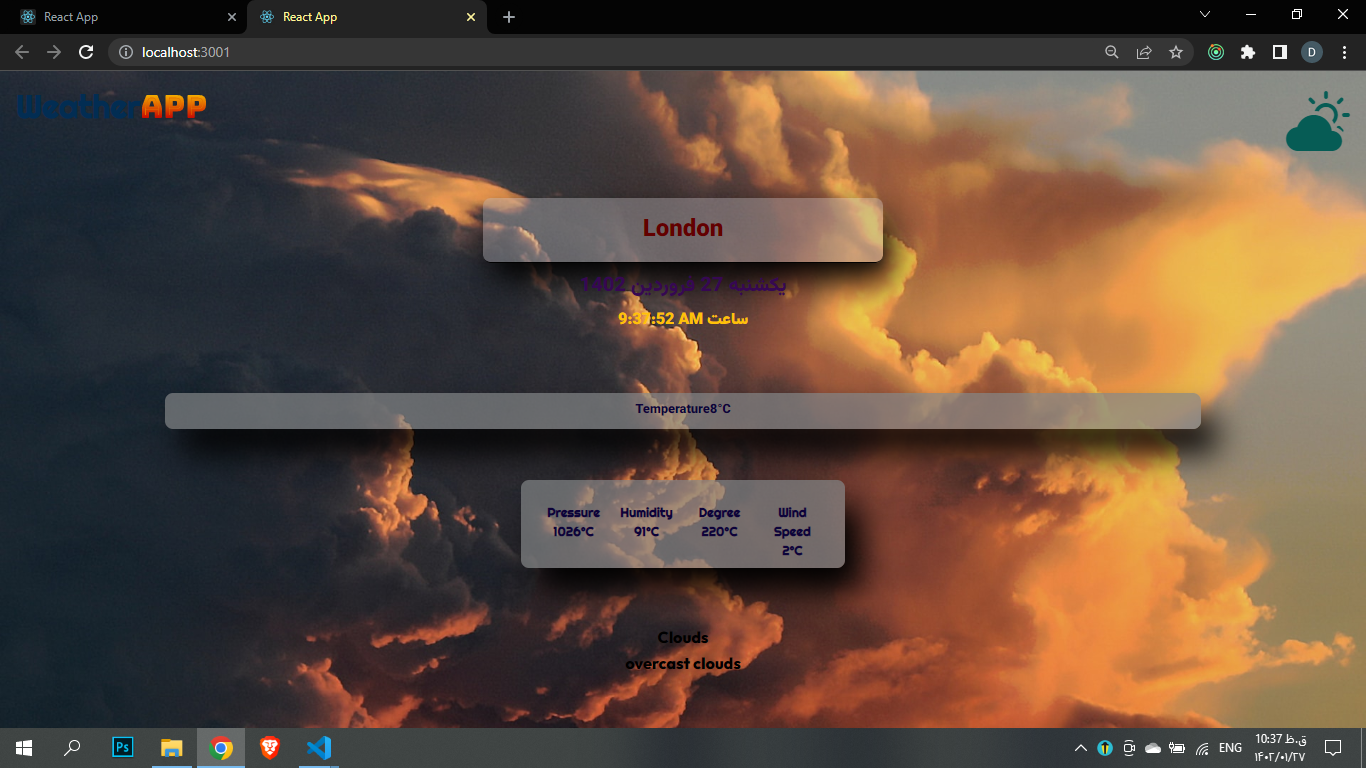 React App
React App
localhost:3001
D
WeatherAPP
London
یکشنبه 27 فروردین 1402
ساعت 9:37:52 AM
Temperature8°C
Pressure Humidity Degree Wind Speed
1026°C 91°C 220°C 2°C
Clouds
overcast clouds
Ps
ENG
10:37 ق.ظ
۱۴۰۲/۰۱/۲۷